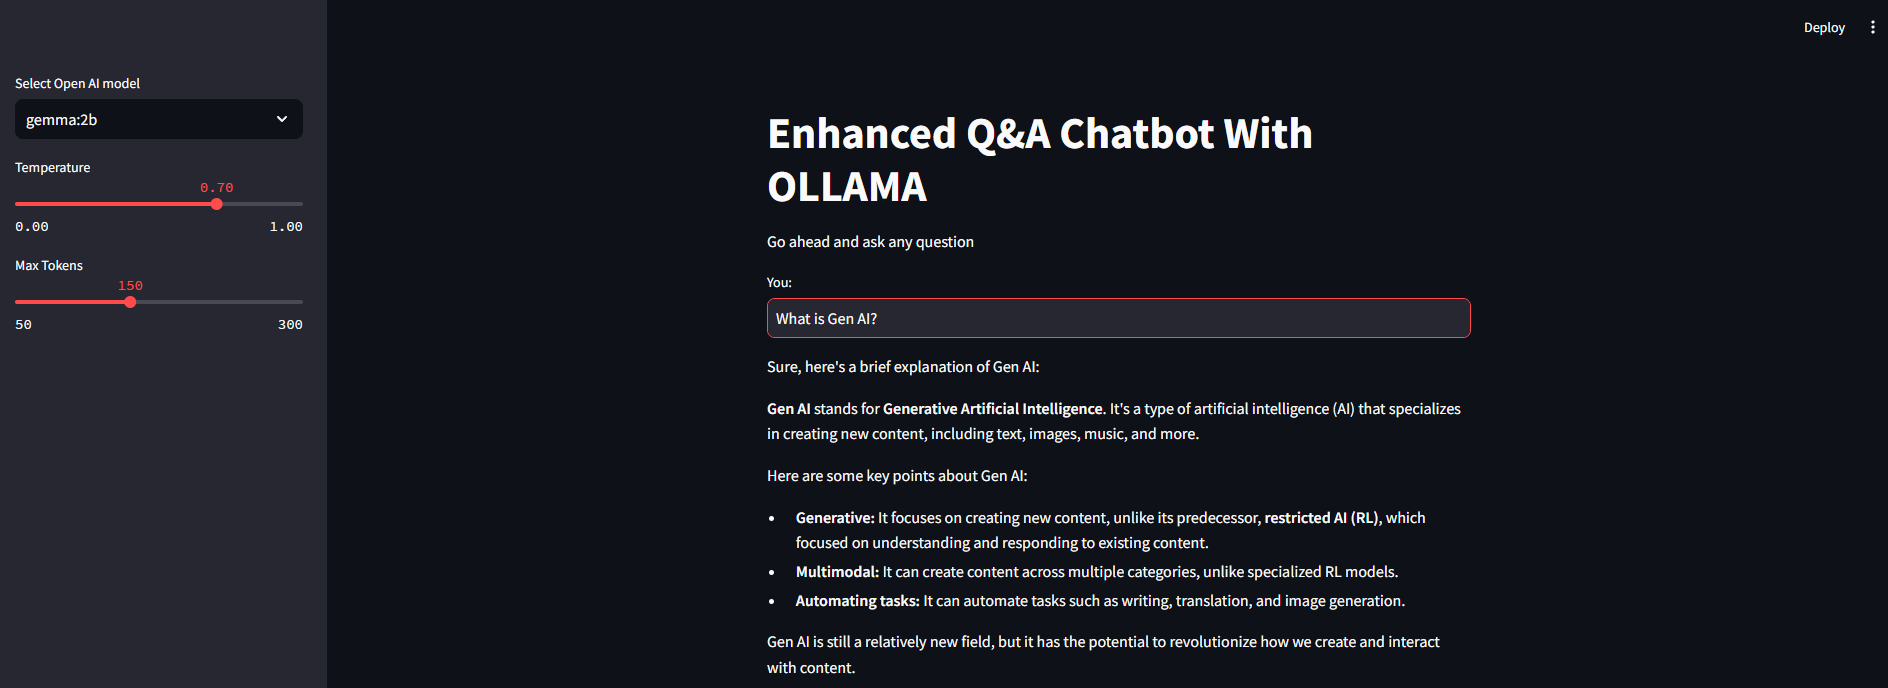 Deploy
Select Open AI model
gemma:2b
Temperature
0.70
0.00 1.00
Max Tokens
150
50 300
Enhanced Q&A Chatbot With
OLLAMA
Go ahead and ask any question
You:
What is Gen AI?
Sure, here's a brief explanation of Gen AI:
Gen AI stands for Generative Artificial Intelligence. It's a type of artificial intelligence (AI) that specializes
in creating new content, including text, images, music, and more.
Here are some key points about Gen AI:
• Generative: It focuses on creating new content, unlike its predecessor, restricted AI (RL), which
focused on understanding and responding to existing content.
• Multimodal: It can create content across multiple categories, unlike specialized RL models.
• Automating tasks: It can automate tasks such as writing, translation, and image generation.
Gen AI is still a relatively new field, but it has the potential to revolutionize how we create and interact
with content.